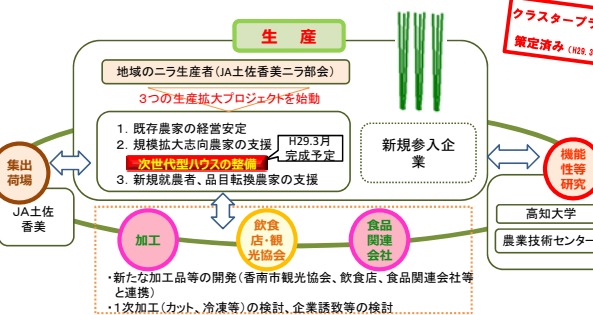 クラスタープラ
策定済み（H29.3
生 産
地域のニラ生産者（JA土佐香美ニラ部会）
3つの生産拡大プロジェクトを始動
1. 既存農家の経営安定
2. 規模拡大志向農家の支援
次世代型ハウスの整備
H29.3月
完成予定
3. 新規就農者、品目転換農家の支援
新規参入企
業
集出
荷場
JA土佐
香美
機能
性等
研究
高知大学
農業技術センター
加工
飲食
店・観
光協会
食品
関連
会社
・新たな加工品等の開発（香南市観光協会、飲食店、食品関連会社等
と連携）
・1次加工（カット、冷凍等）の検討、企業誘致等の検討